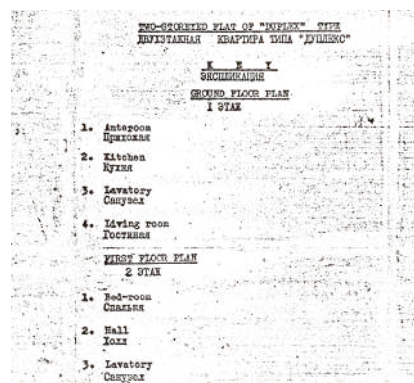 TWO-STOREYED FLAT OF "DUPLEX" TYPE
ДВУХЭТАЖНАЯ КВАРТИРА ТИПА "ДУПЛЕКС"
K E Y
ЭКСПЛИКАЦИЯ
GROUND FLOOR PLAN
I ЭТАЖ
1. Anteroom
Прихожая
2. Kitchen
Кухня
3. Lavatory
Санузел
4. Living room
Гостиная
FIRST FLOOR PLAN
2 ЭТАЖ
1. Bed-room
Спальня
2. Hall
Холл
3. Lavatory
Санузел